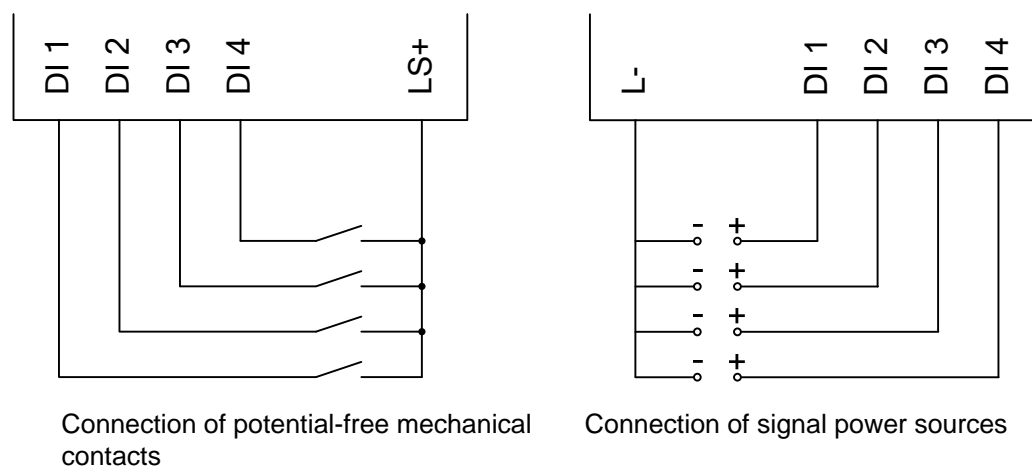 DI 1 DI 2 DI 3 DI 4 LS+
L- DI 1 DI 2 DI 3 DI 4
- +
- +
- +
- +
Connection of potential-free mechanical
contacts
Connection of signal power sources